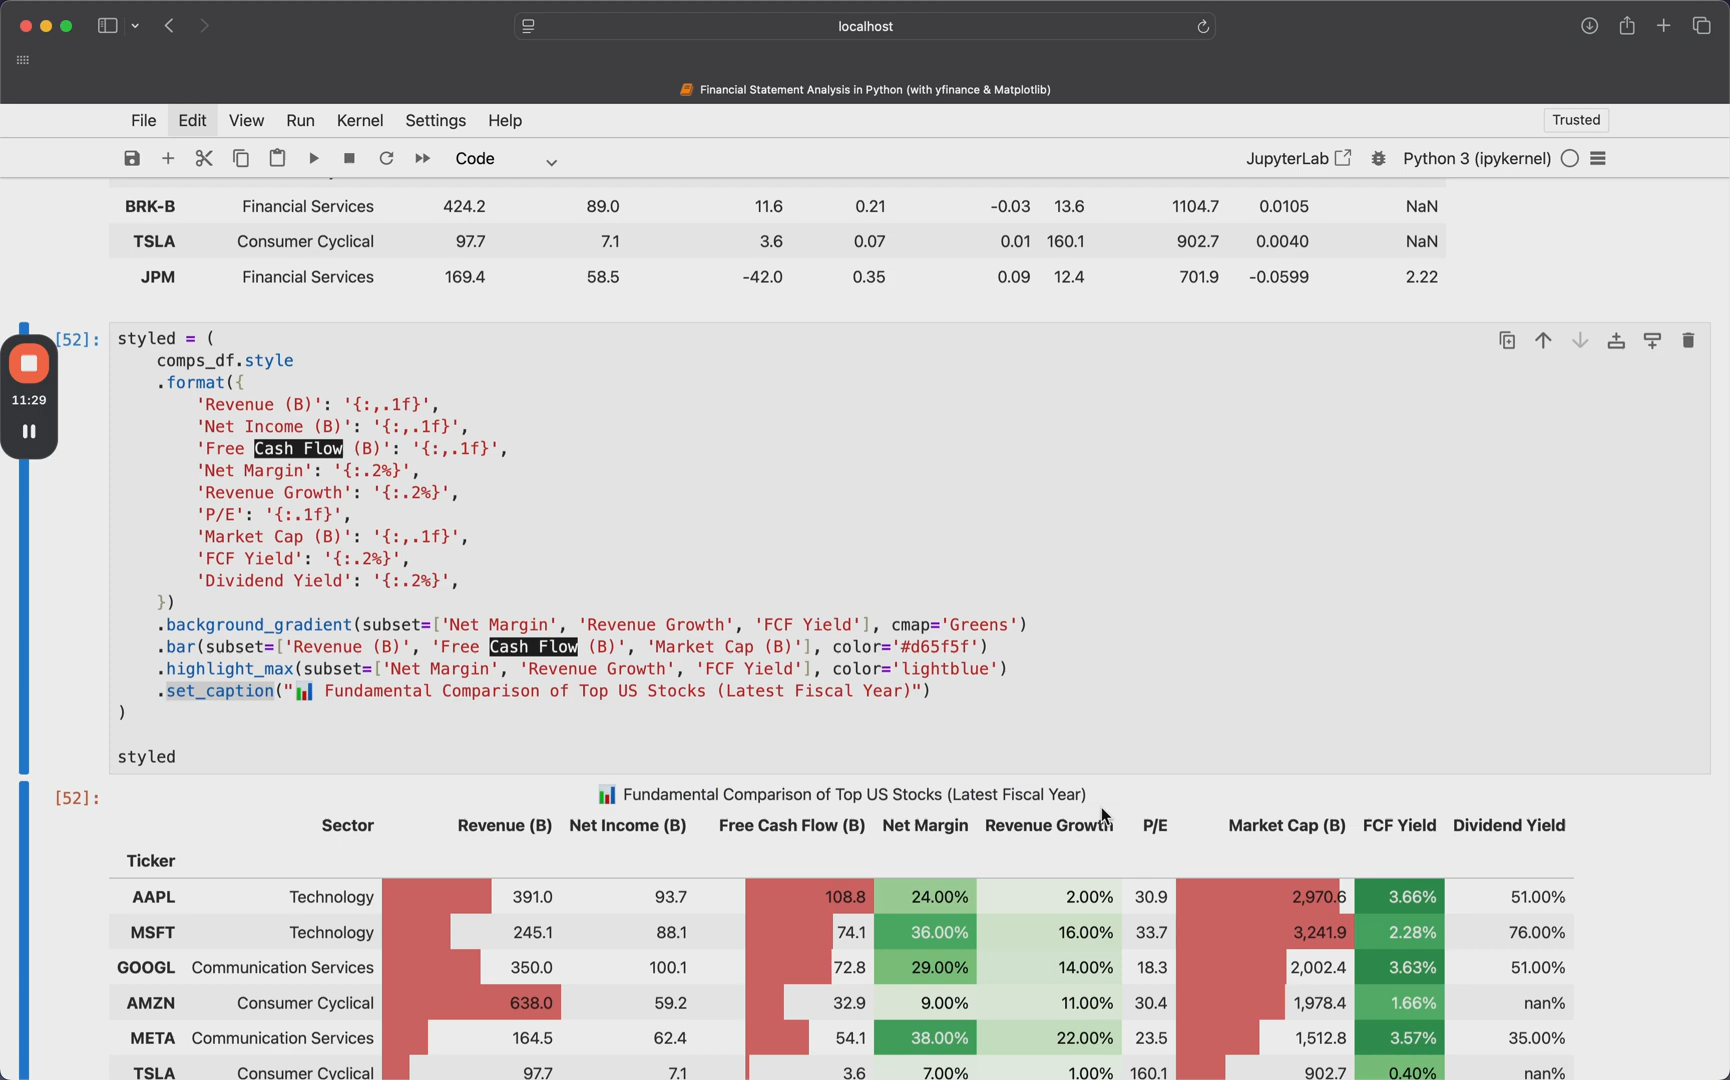 localhost
Financial Statement Analysis in Python (with yfinance & Matplotlib)
File Edit View Run Kernel Settings Help Trusted
Code JupyterLab Python 3 (ipykernel)
BRK-B Financial Services 424.2 89.0 11.6 0.21 -0.03 13.6 1104.7 0.0105 NaN
TSLA Consumer Cyclical 97.7 7.1 3.6 0.07 0.01 160.1 902.7 0.0040 NaN
JPM Financial Services 169.4 58.5 -42.0 0.35 0.09 12.4 701.9 -0.0599 2.22
11:29
[52]: styled = (
comps_df.style
.format({
'Revenue (B)': '{:,.1f}',
'Net Income (B)': '{:,.1f}',
'Free Cash Flow (B)': '{:,.1f}',
'Net Margin': '{:.2%}',
'Revenue Growth': '{:.2%}',
'P/E': '{:.1f}',
'Market Cap (B)': '{:,.1f}',
'FCF Yield': '{:.2%}',
'Dividend Yield': '{:.2%}',
})
.background_gradient(subset=['Net Margin', 'Revenue Growth', 'FCF Yield'], cmap='Greens')
.bar(subset=['Revenue (B)', 'Free Cash Flow (B)', 'Market Cap (B)'], color='#d65f5f')
.highlight_max(subset=['Net Margin', 'Revenue Growth', 'FCF Yield'], color='lightblue')
.set_caption("📊 Fundamental Comparison of Top US Stocks (Latest Fiscal Year)")
)
styled
[52]: 📊 Fundamental Comparison of Top US Stocks (Latest Fiscal Year)
Sector Revenue (B) Net Income (B) Free Cash Flow (B) Net Margin Revenue Growth P/E Market Cap (B) FCF Yield Dividend Yield
Ticker
AAPL Technology 391.0 93.7 108.8 24.00% 2.00% 30.9 2,970.6 3.66% 51.00%
MSFT Technology 245.1 88.1 74.1 36.00% 16.00% 33.7 3,241.9 2.28% 76.00%
GOOGL Communication Services 350.0 100.1 72.8 29.00% 14.00% 18.3 2,002.4 3.63% 51.00%
AMZN Consumer Cyclical 638.0 59.2 32.9 9.00% 11.00% 30.4 1,978.4 1.66% nan%
META Communication Services 164.5 62.4 54.1 38.00% 22.00% 23.5 1,512.8 3.57% 35.00%
TSLA Consumer Cyclical 97.7 7.1 3.6 7.00% 1.00% 160.1 902.7 0.40% nan%